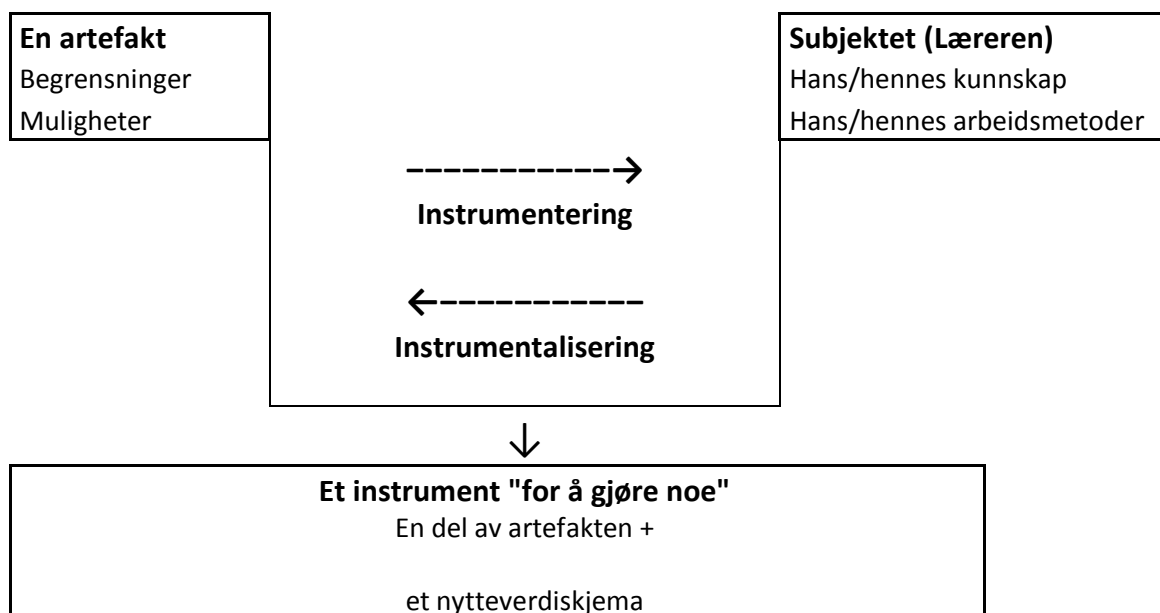 En artefakt
Begrensninger
Muligheter
Subjektet (Læreren)
Hans/hennes kunnskap
Hans/hennes arbeidsmetoder
Instrumentering
Instrumentalisering
Et instrument "for å gjøre noe"
En del av artefakten +
et nytteverdiskjema